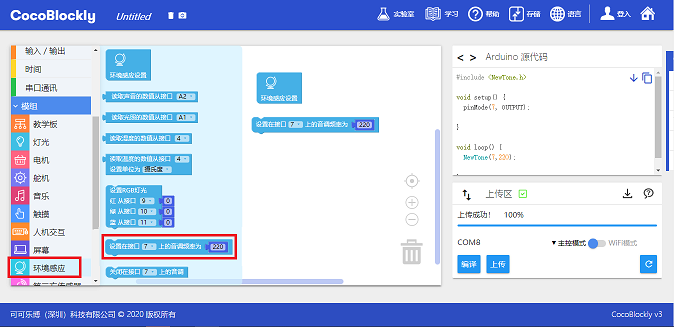 CocoBlockly Untitled 实验室 学习 帮助 存储 语言 登入
输入 / 输出
时间
串口通讯
模组
教学板
灯光
电机
舵机
音乐
触摸
人机交互
屏幕
环境感应
环境感应设置
读取声音的数值从接口 A2
读取光照的数值从接口 A1
读取湿度的数值从接口 4
读取温度的数值从接口 4
设置单位为 摄氏度
设置RGB灯光
红 从接口 9 0
绿 从接口 10 0
蓝 从接口 11 0
设置在接口 7 上的音调频率为 220
关闭在接口 7 上的音调
环境感应设置
设置在接口 7 上的音调频率为 220
< > Arduino 源代码
#include <NewTone.h>
void setup() {
pinMode(7, OUTPUT);
}
void loop() {
NewTone(7,220);
}
上传区
上传成功! 100%
COM8 主控模式 WIFI模式
编译 上传
可可乐博（深圳）科技有限公司 © 2020 版权所有 CocoBlockly v3